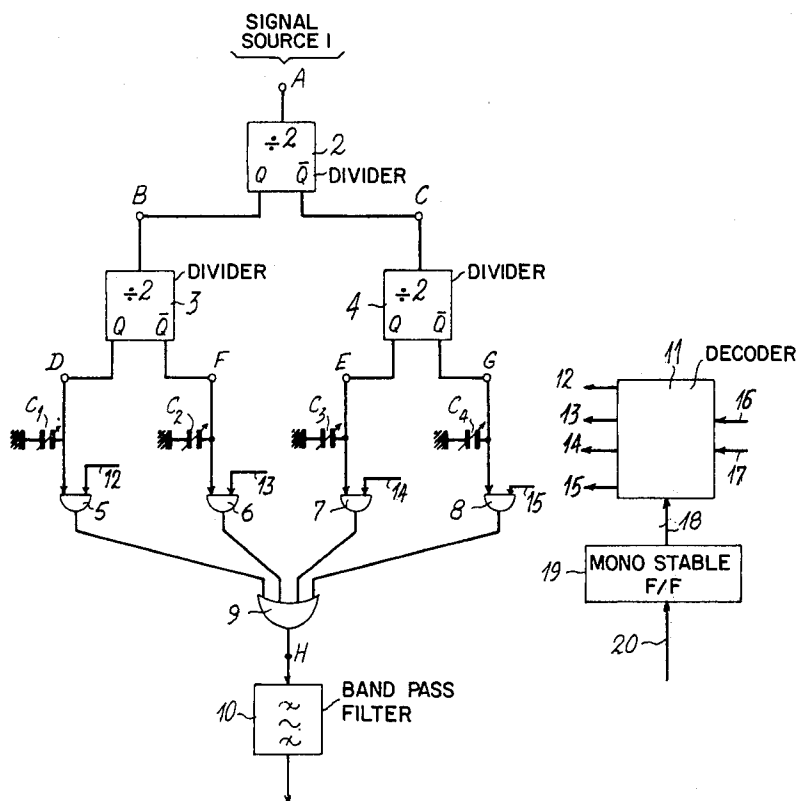 SIGNAL
SOURCE 1
A
÷2
2
Q Q̄
DIVIDER
B
C
DIVIDER
÷2
3
Q Q̄
DIVIDER
÷2
4
Q Q̄
D
F
E
G
C1
C2
C3
C4
12
13
14
15
5
6
7
8
9
H
10
BAND PASS
FILTER
11
DECODER
12
13
14
15
16
17
18
19
MONO STABLE
F/F
20